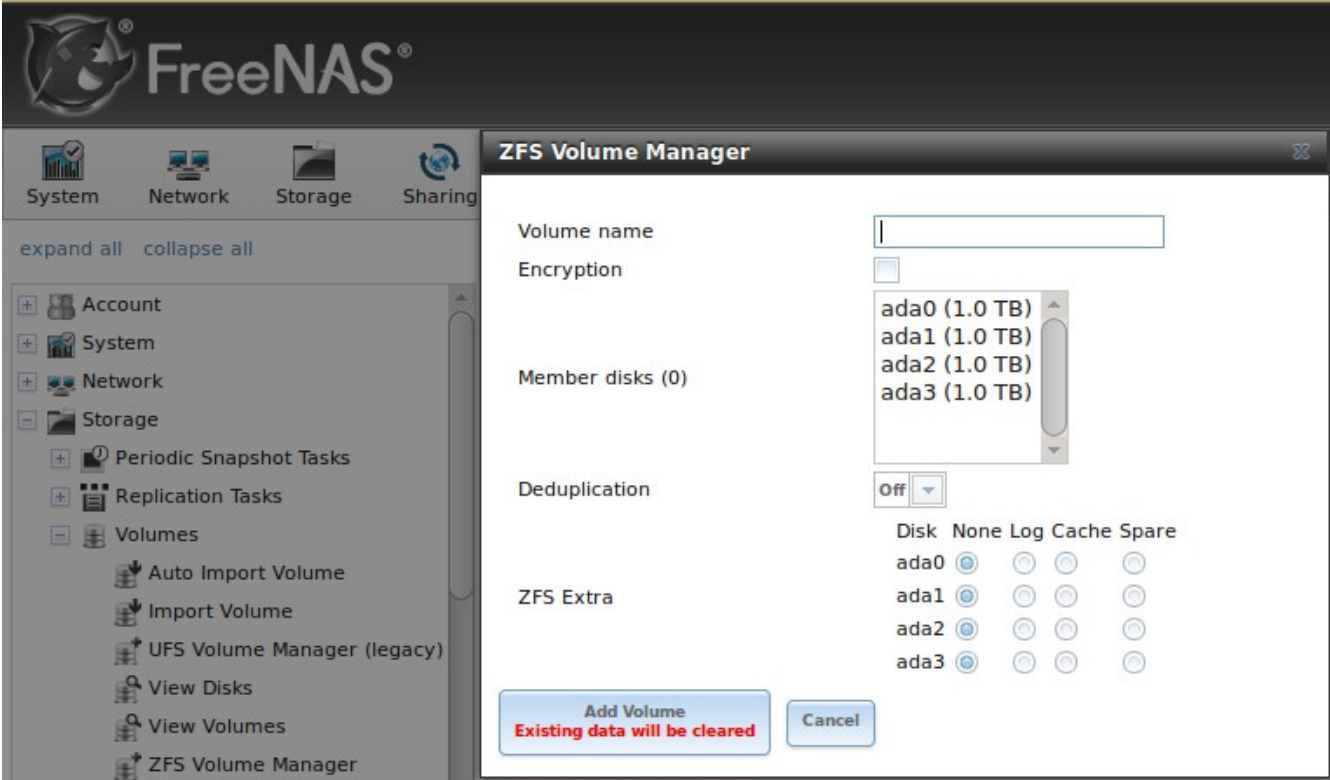 FreeNAS®
System Network Storage Sharing
expand all collapse all
Account
System
Network
Storage
Periodic Snapshot Tasks
Replication Tasks
Volumes
Auto Import Volume
Import Volume
UFS Volume Manager (legacy)
View Disks
View Volumes
ZFS Volume Manager
ZFS Volume Manager
Volume name
Encryption
Member disks (0)
ada0 (1.0 TB)
ada1 (1.0 TB)
ada2 (1.0 TB)
ada3 (1.0 TB)
Deduplication
Off
ZFS Extra
Disk None Log Cache Spare
ada0
ada1
ada2
ada3
Add Volume
Existing data will be cleared
Cancel